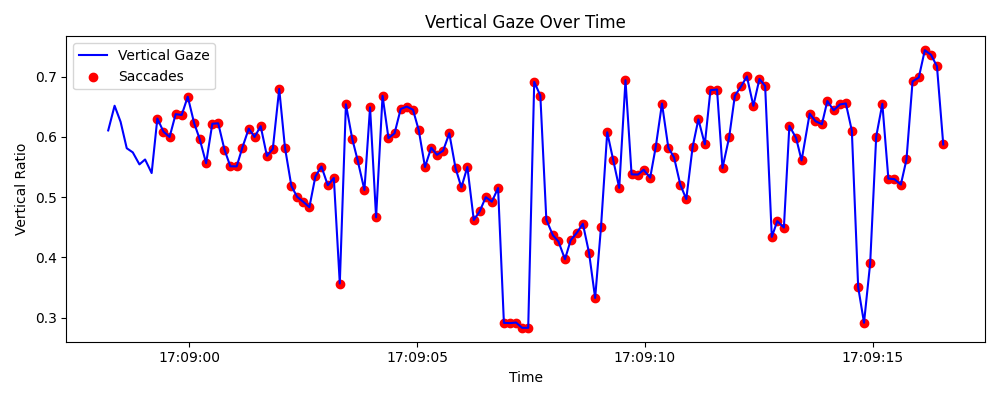 Vertical Gaze Over Time
Vertical Gaze
Saccades
Vertical Ratio
0.7
0.6
0.5
0.4
0.3
17:09:00 17:09:05 17:09:10 17:09:15
Time